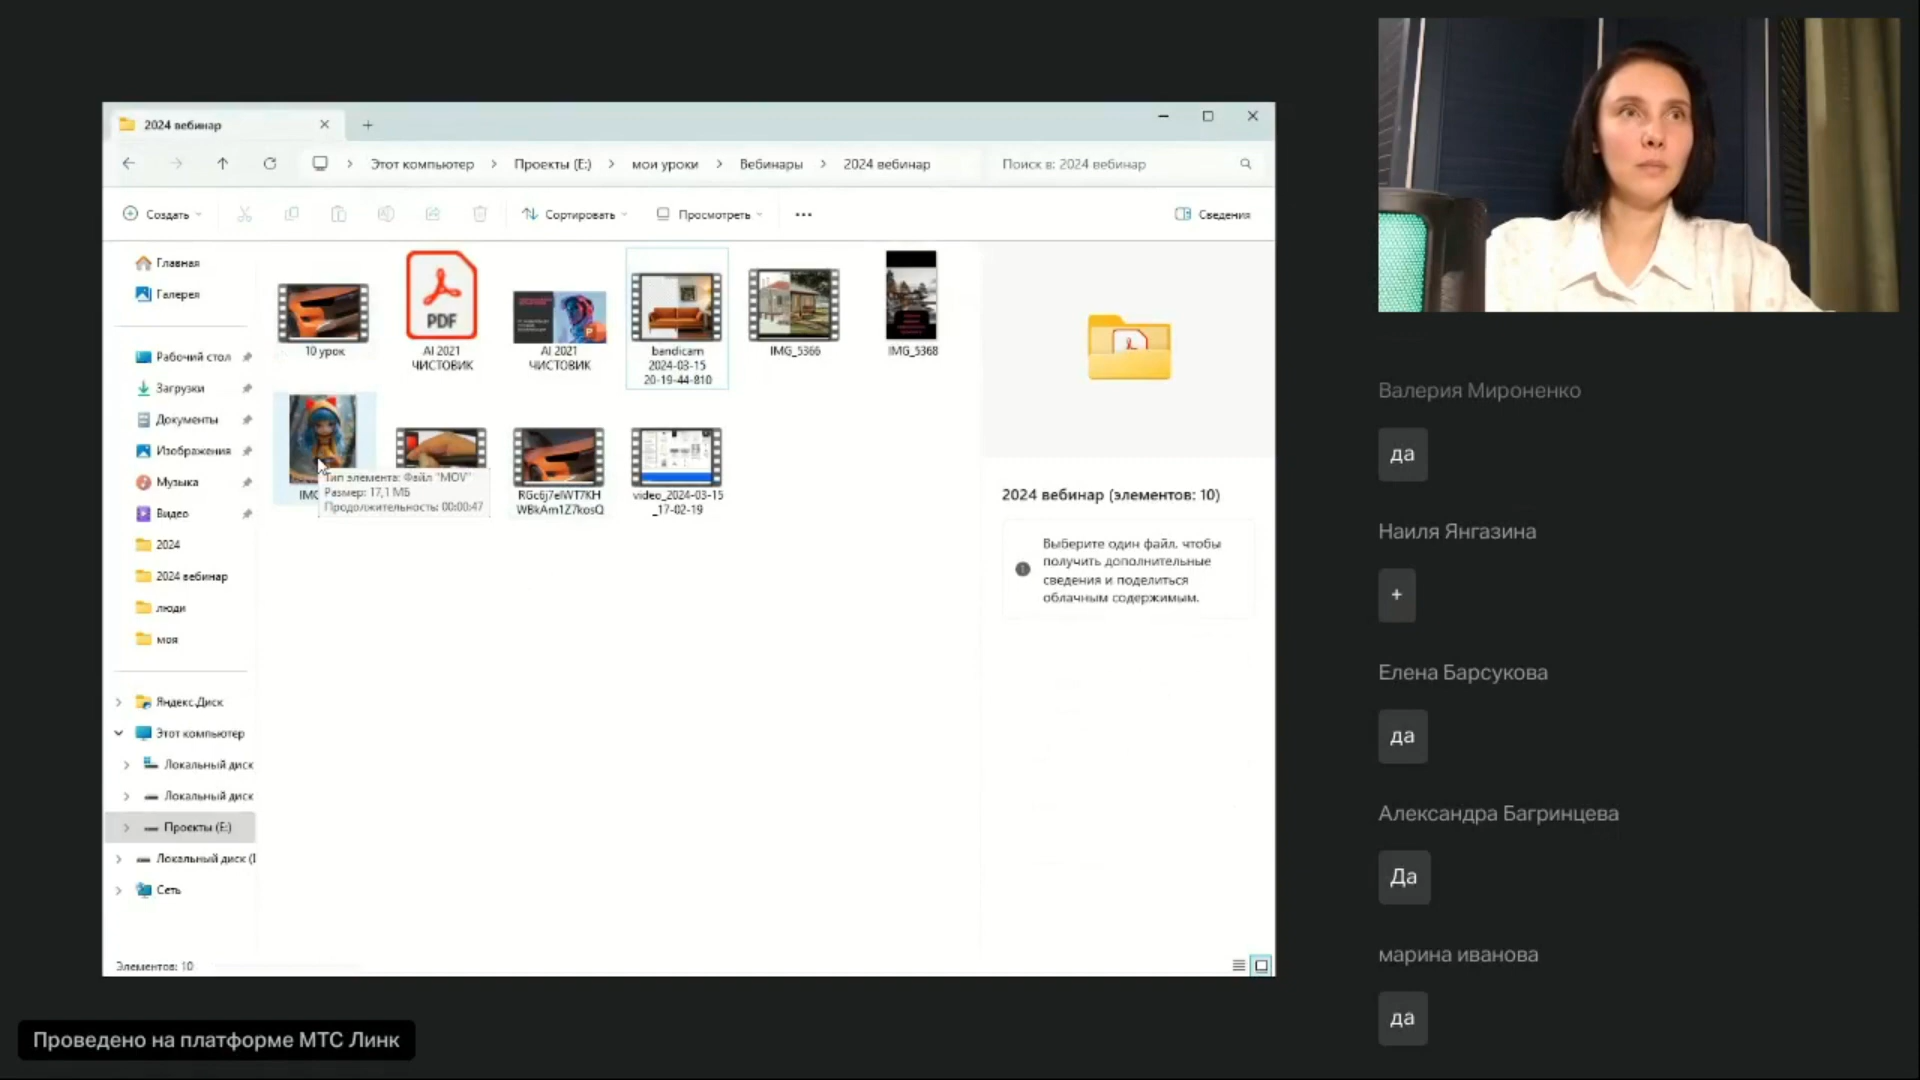 2024 вебинар
Этот компьютер > Проекты (E:) > мои уроки > Вебинары > 2024 вебинар
Поиск в: 2024 вебинар
Создать
Сортировать
Просмотреть
Сведения
Главная
Галерея
Рабочий стол
Загрузки
Документы
Изображения
Музыка
Видео
2024
2024 вебинар
люди
моя
Яндекс.Диск
Этот компьютер
Локальный диск
Локальный диск
Проекты (E:)
Локальный диск (
Сеть
10 урок
PDF
AI 2021
ЧИСТОВИК
AI 2021
ЧИСТОВИК
bandicam
2024-03-15
20-19-44-810
IMG_5366
IMG_5368
IMG
Тип элемента: Файл "MOV"
Размер: 17,1 МБ
Продолжительность: 00:00:47
video_2024-03-15
_17-02-19
2024 вебинар (элементов: 10)
Выберите один файл, чтобы
получить дополнительные
сведения и поделиться
облачным содержимым.
Элементов: 10
Валерия Мироненко
да
Наиля Янгазина
+
Елена Барсукова
да
Александра Багринцева
Да
марина иванова
да
Проведено на платформе МТС Линк